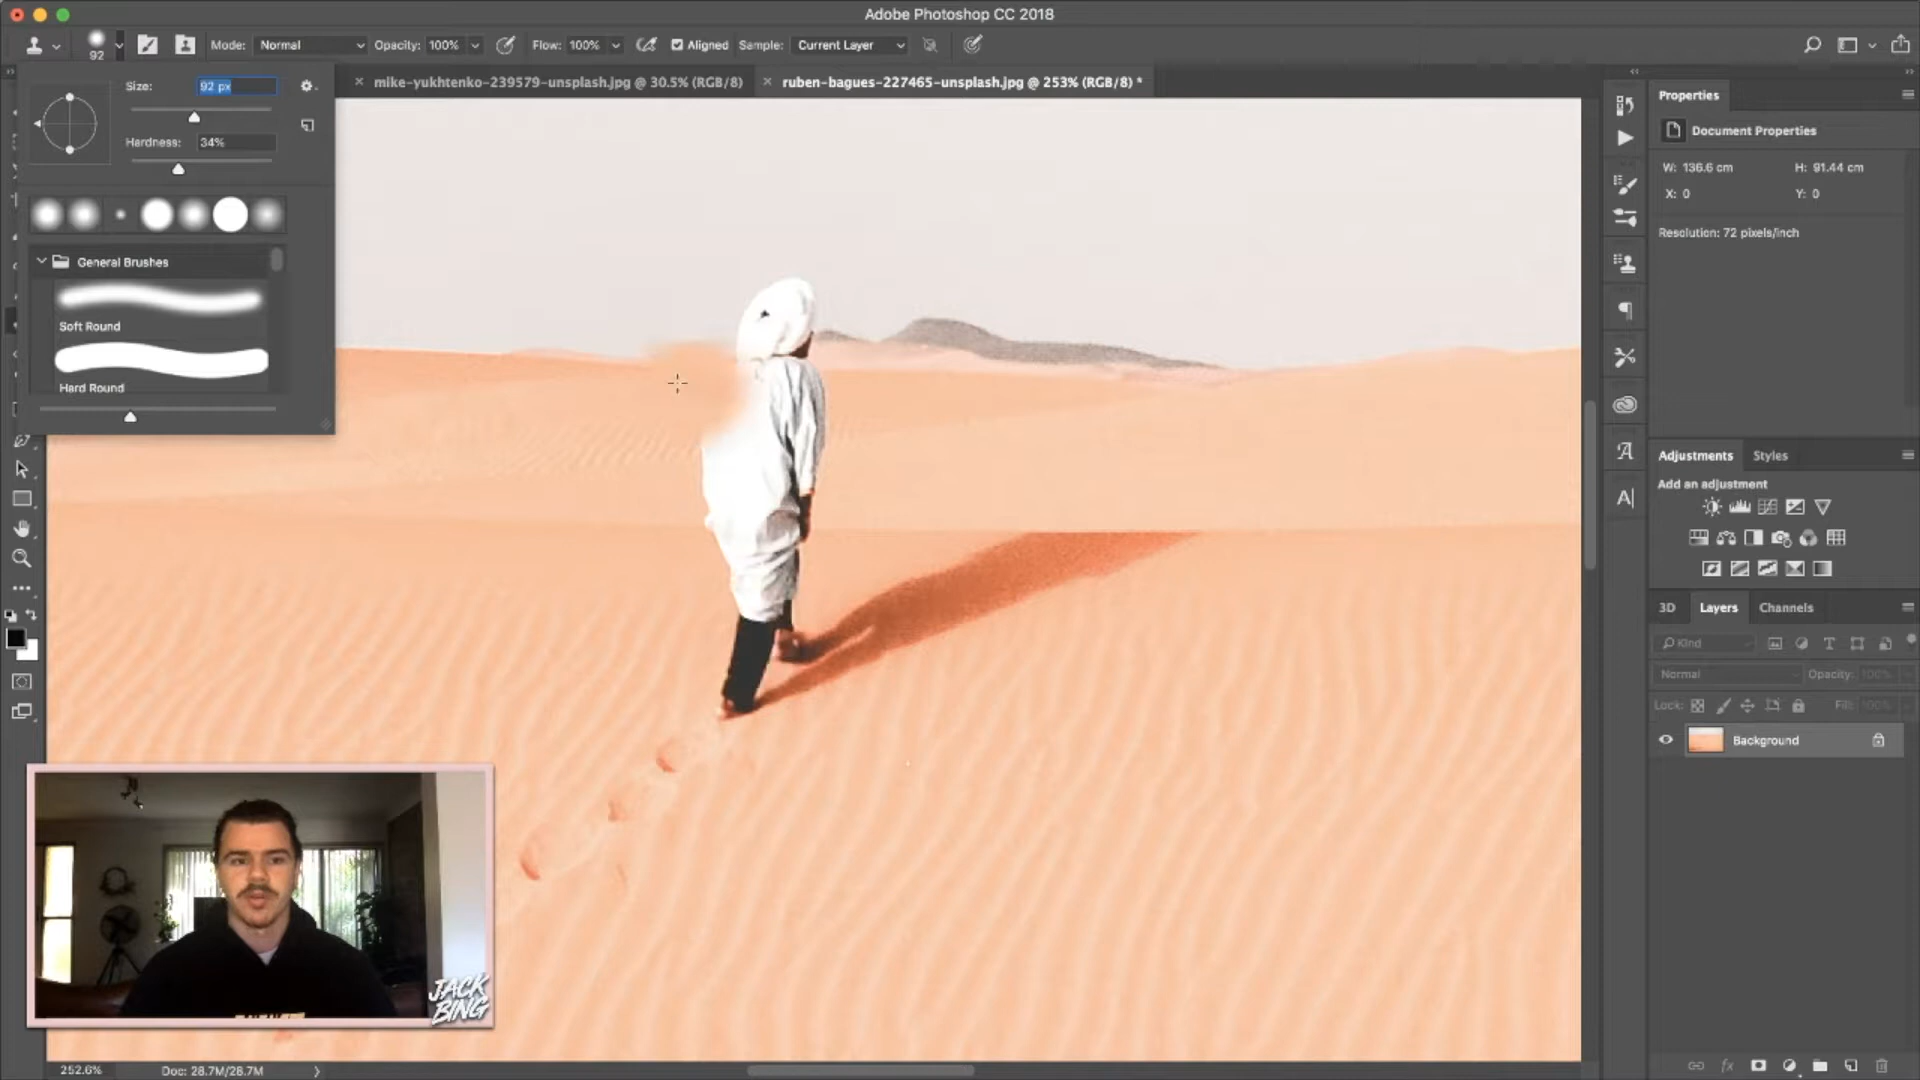 Adobe Photoshop CC 2018
92
Mode: Normal
Opacity: 100%
Flow: 100%
Aligned
Sample: Current Layer
mike-yukhtenko-239579-unsplash.jpg @ 30.5% (RGB/8)
ruben-bagues-227465-unsplash.jpg @ 253% (RGB/8) *
Size: 92 px
Hardness: 34%
General Brushes
Soft Round
Hard Round
Properties
Document Properties
W: 136.6 cm
H: 91.44 cm
X: 0
Y: 0
Resolution: 72 pixels/inch
Adjustments
Styles
Add an adjustment
3D
Layers
Channels
Kind
Normal
Opacity: 100%
Lock:
Fill: 100%
Background
JACK
BING
252.6%
Doc: 28.7M/28.7M